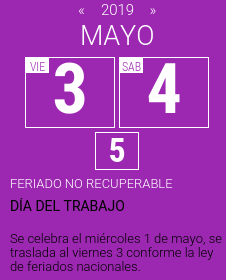 « 2019 »
MAYO
VIE 3 SAB 4
5
FERIADO NO RECUPERABLE
DÍA DEL TRABAJO
Se celebra el miércoles 1 de mayo, se
traslada al viernes 3 conforme la ley
de feriados nacionales.